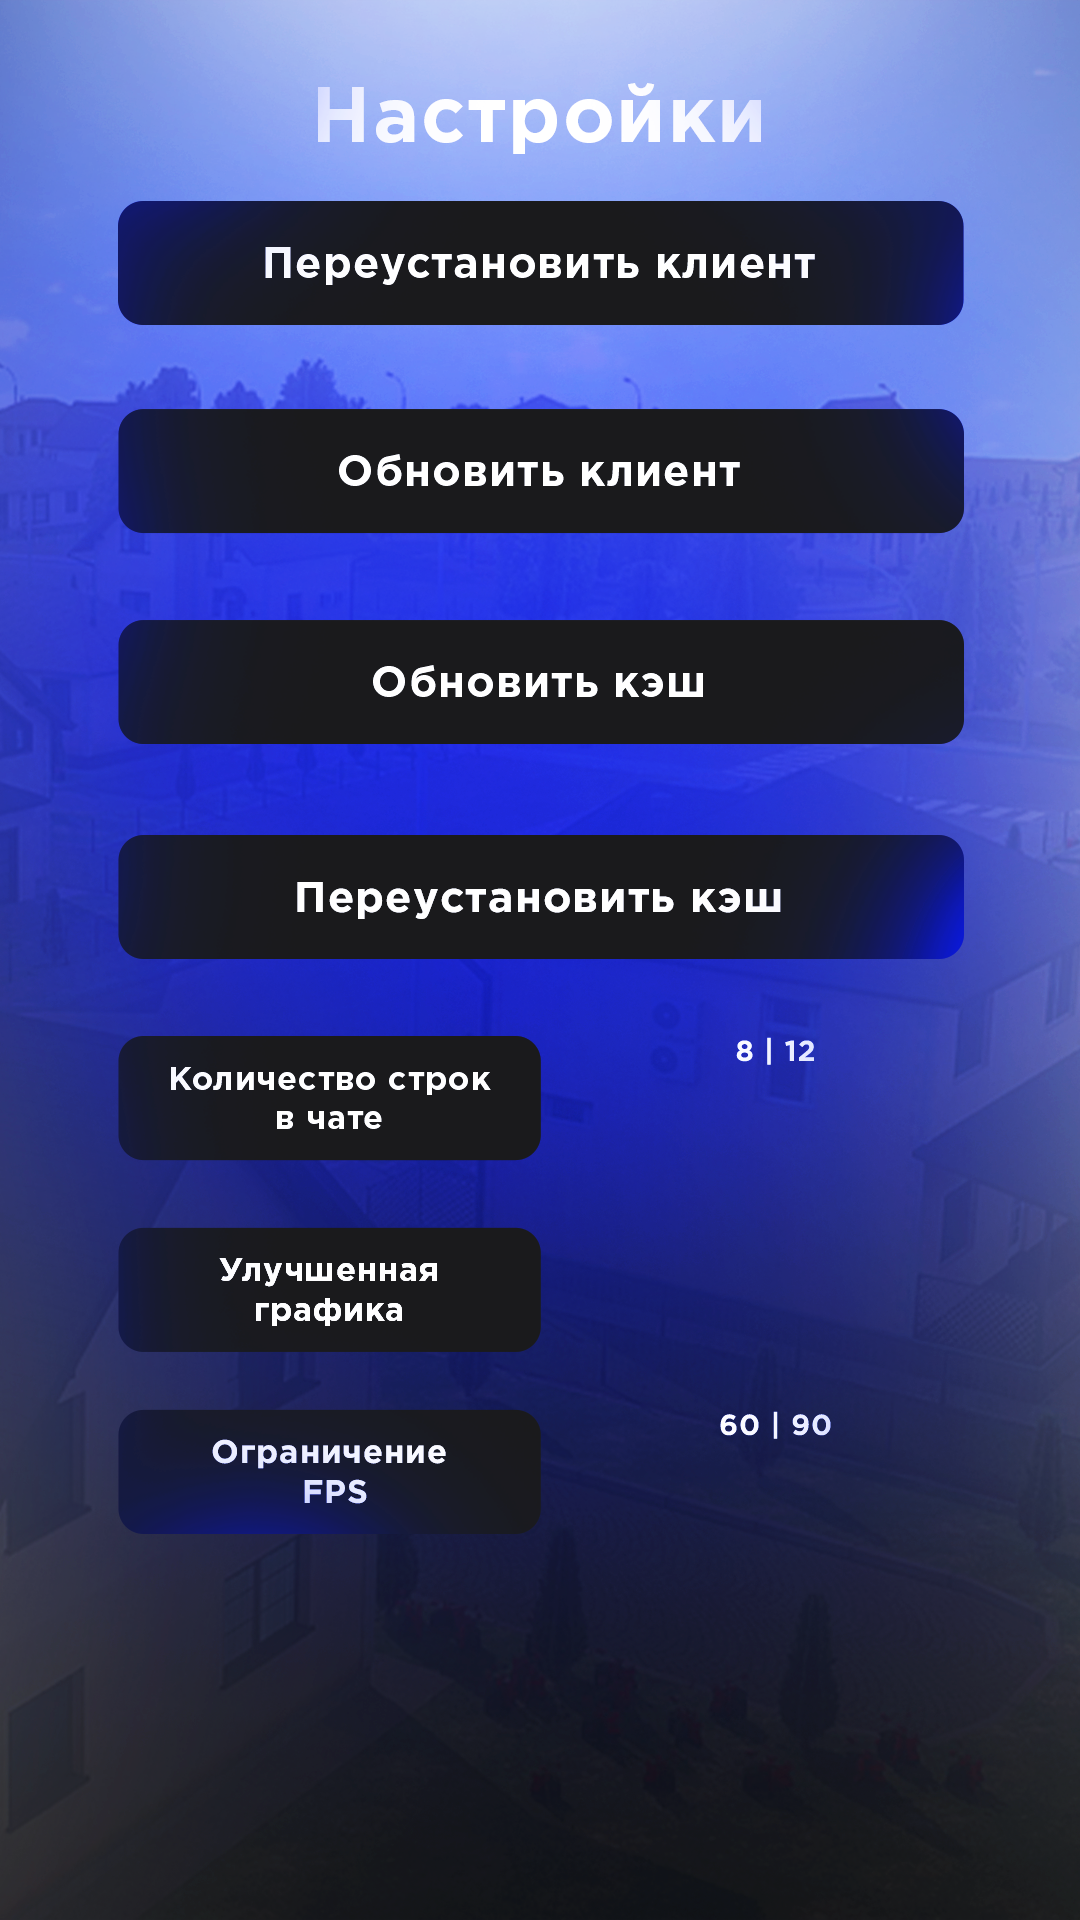 Настройки
Переустановить клиент
Обновить клиент
Обновить кэш
Переустановить кэш
Количество строк
в чате
8 | 12
Улучшенная
графика
Ограничение
FPS
60 | 90